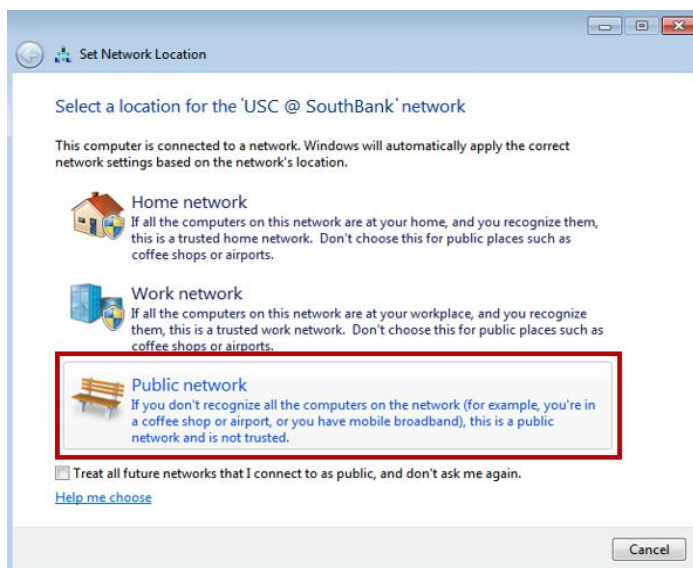 Set Network Location
Select a location for the 'USC @ SouthBank' network
This computer is connected to a network. Windows will automatically apply the correct
network settings based on the network's location.
Home network
If all the computers on this network are at your home, and you recognize them,
this is a trusted home network. Don't choose this for public places such as
coffee shops or airports.
Work network
If all the computers on this network are at your workplace, and you recognize
them, this is a trusted work network. Don't choose this for public places such as
coffee shops or airports.
Public network
If you don't recognize all the computers on the network (for example, you're in
a coffee shop or airport, or you have mobile broadband), this is a public
network and is not trusted.
Treat all future networks that I connect to as public, and don't ask me again.
Help me choose
Cancel